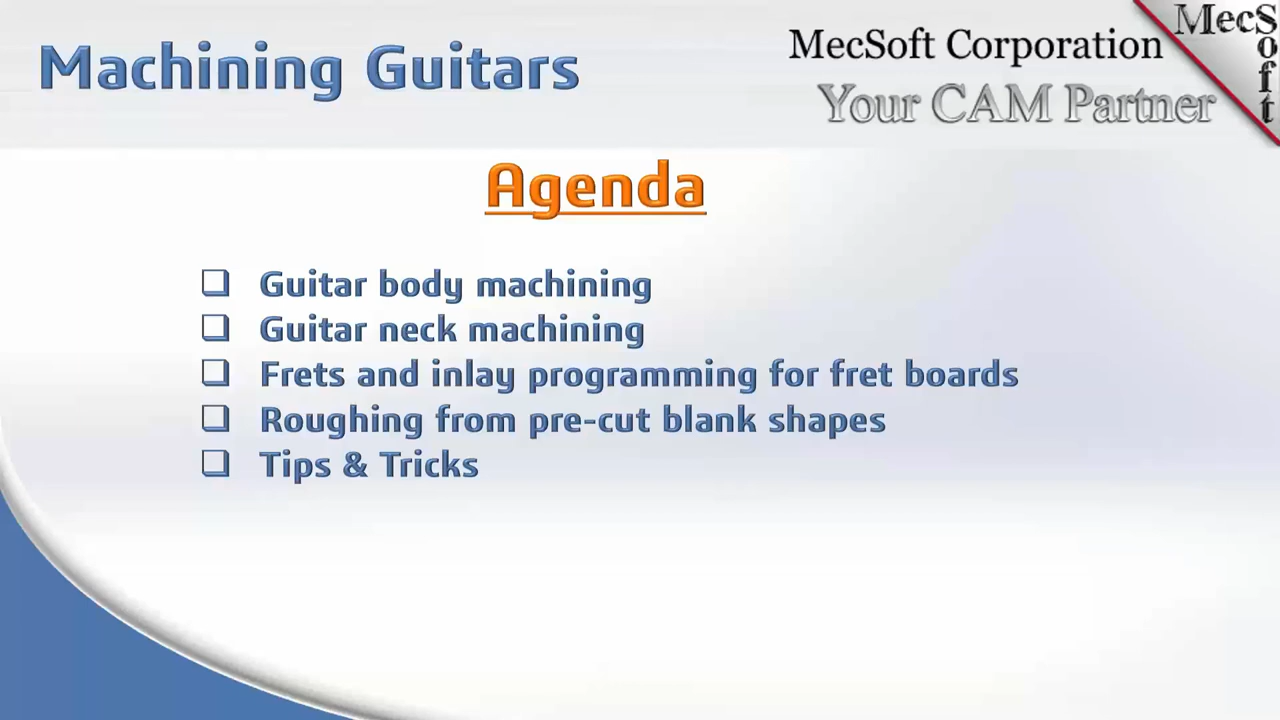 Machining Guitars
MecSoft Corporation
Your CAM Partner
MecSoft
Agenda
Guitar body machining
Guitar neck machining
Frets and inlay programming for fret boards
Roughing from pre-cut blank shapes
Tips & Tricks